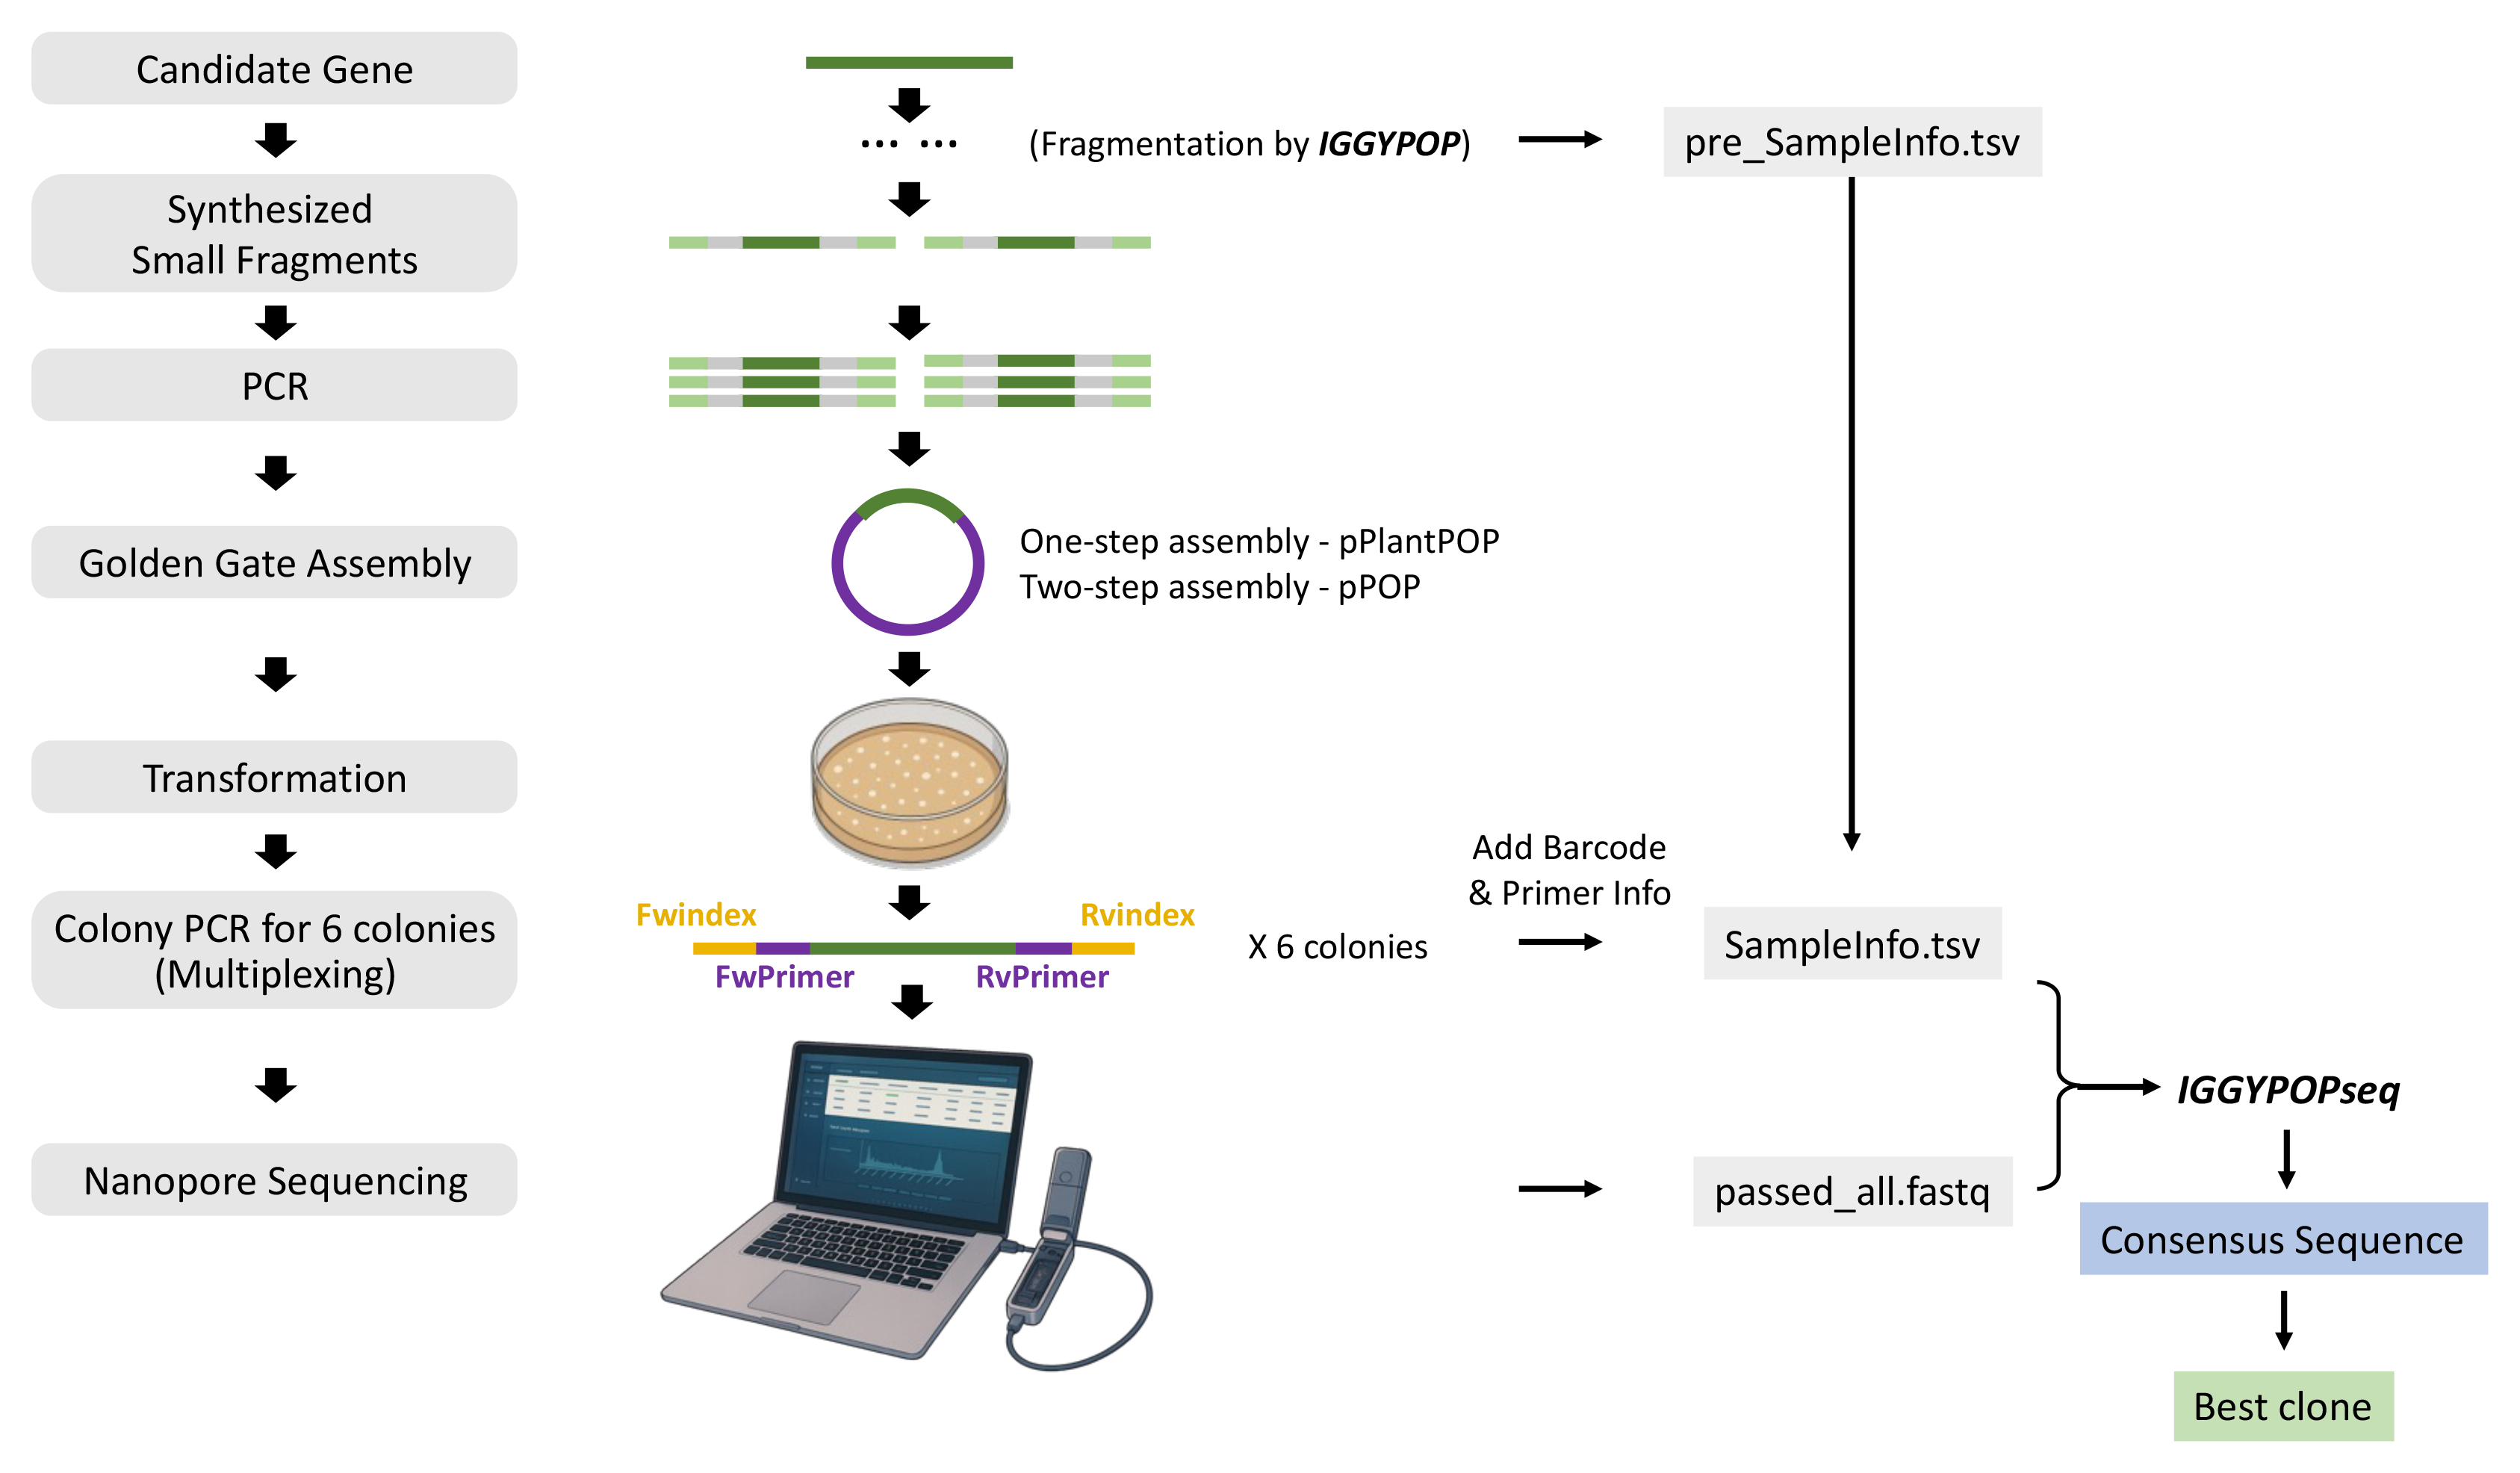 Candidate Gene
Synthesized
Small Fragments
PCR
Golden Gate Assembly
Transformation
Colony PCR for 6 colonies
(Multiplexing)
Nanopore Sequencing
... ...
(Fragmentation by IGGYPOP)
One-step assembly - pPlantPOP
Two-step assembly - pPOP
Fwindex
Rvindex
FwPrimer
RvPrimer
X 6 colonies
Add Barcode
& Primer Info
pre_SampleInfo.tsv
SampleInfo.tsv
passed_all.fastq
IGGYPOPseq
Consensus Sequence
Best clone